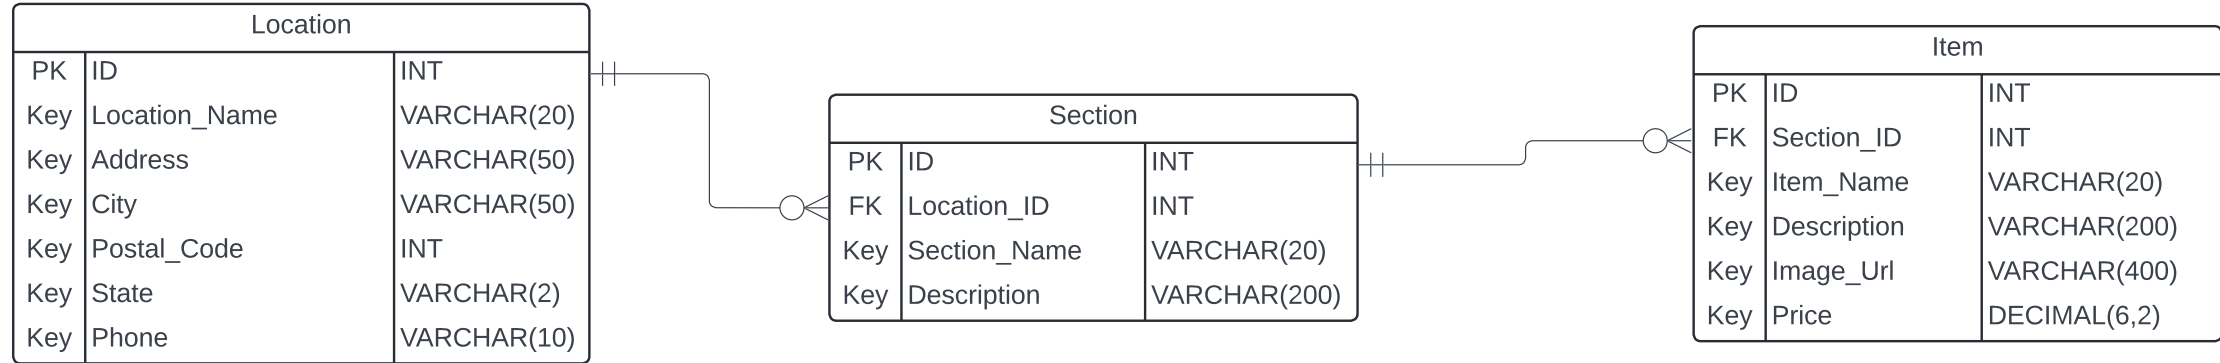 Location
PK ID INT
Key Location_Name VARCHAR(20)
Key Address VARCHAR(50)
Key City VARCHAR(50)
Key Postal_Code INT
Key State VARCHAR(2)
Key Phone VARCHAR(10)
Section
PK ID INT
FK Location_ID INT
Key Section_Name VARCHAR(20)
Key Description VARCHAR(200)
Item
PK ID INT
FK Section_ID INT
Key Item_Name VARCHAR(20)
Key Description VARCHAR(200)
Key Image_Url VARCHAR(400)
Key Price DECIMAL(6,2)